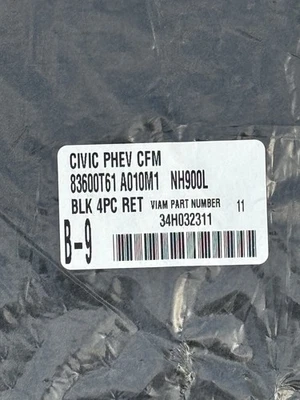 CIVIC PHEV CFM
83600T61 A010M1 NH900L
BLK 4PC RET VIAM PART NUMBER 11
34H032311
B-9